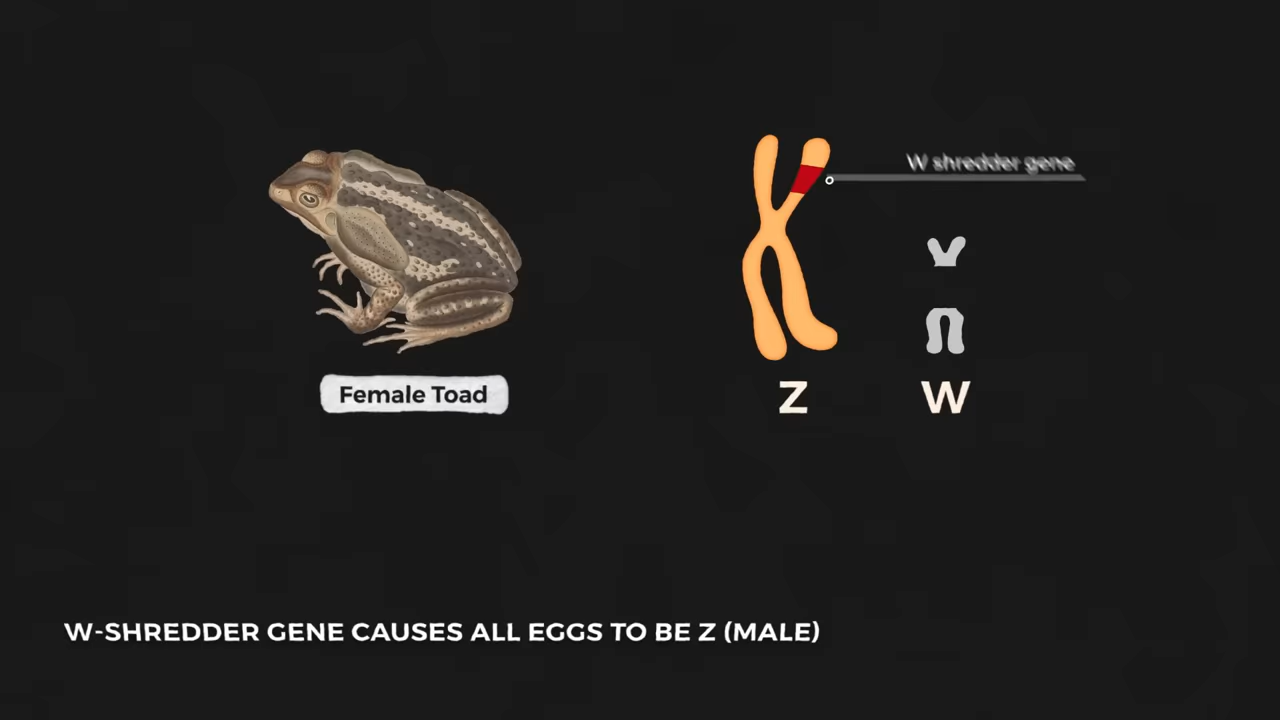 W shredder gene
Female Toad
Z
W
W-SHREDDER GENE CAUSES ALL EGGS TO BE Z (MALE)